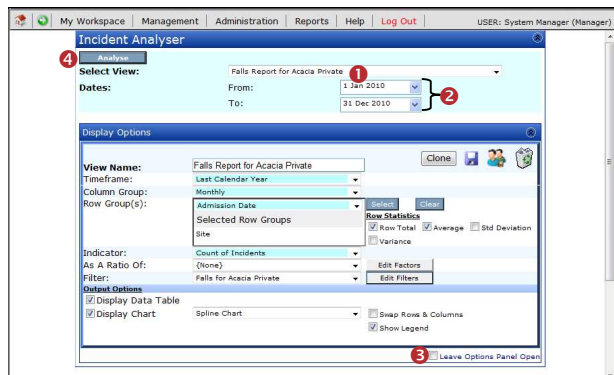 My Workspace Management Administration Reports Help Log Out USER: System Manager (Manager)
Incident Analyser
4 Analyse
Select View: Falls Report for Acacia Private 1
Dates: From: 1 Jan 2010
2
To: 31 Dec 2010
Display Options
View Name: Falls Report for Acacia Private Clone
Timeframe: Last Calendar Year
Column Group: Monthly
Row Group(s): Admission Date Select Clear
Selected Row Groups Row Statistics
Row Total Average Std Deviation
Site Variance
Indicator: Count of Incidents
As A Ratio Of: {None} Edit Factors
Filter: Falls for Acacia Private Edit Filters
Output Options
Display Data Table
Display Chart Spline Chart Swap Rows & Columns
Show Legend
3 Leave Options Panel Open